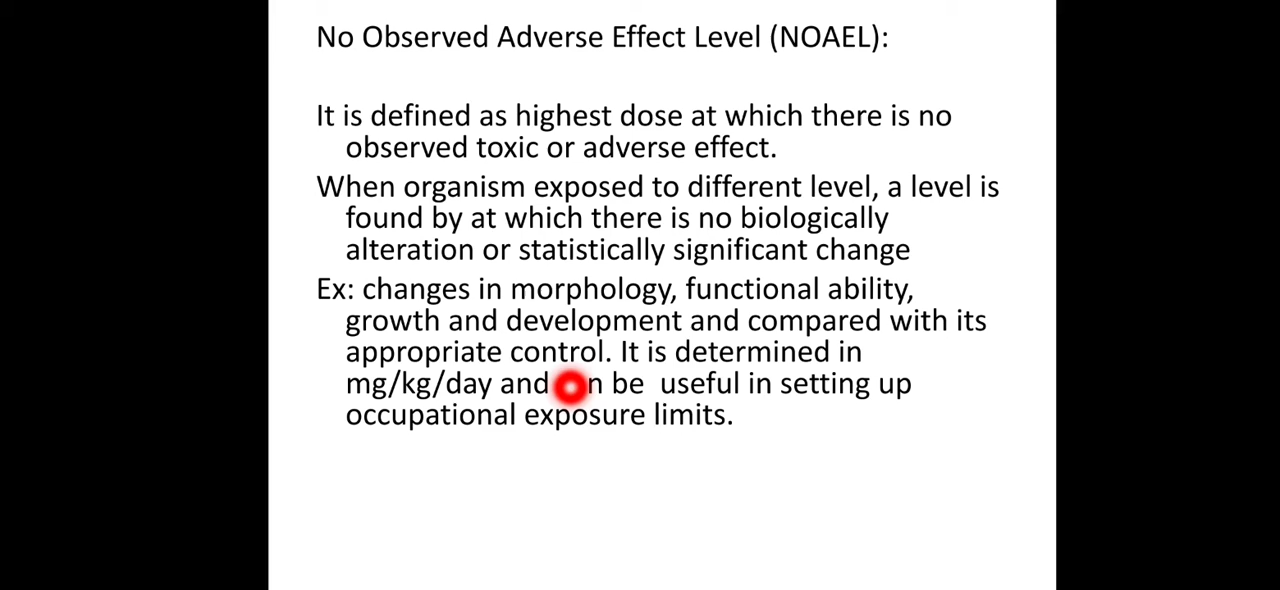 No Observed Adverse Effect Level (NOAEL):
It is defined as highest dose at which there is no
observed toxic or adverse effect.
When organism exposed to different level, a level is
found by at which there is no biologically
alteration or statistically significant change
Ex: changes in morphology, functional ability,
growth and development and compared with its
appropriate control. It is determined in
mg/kg/day and be useful in setting up
occupational exposure limits.